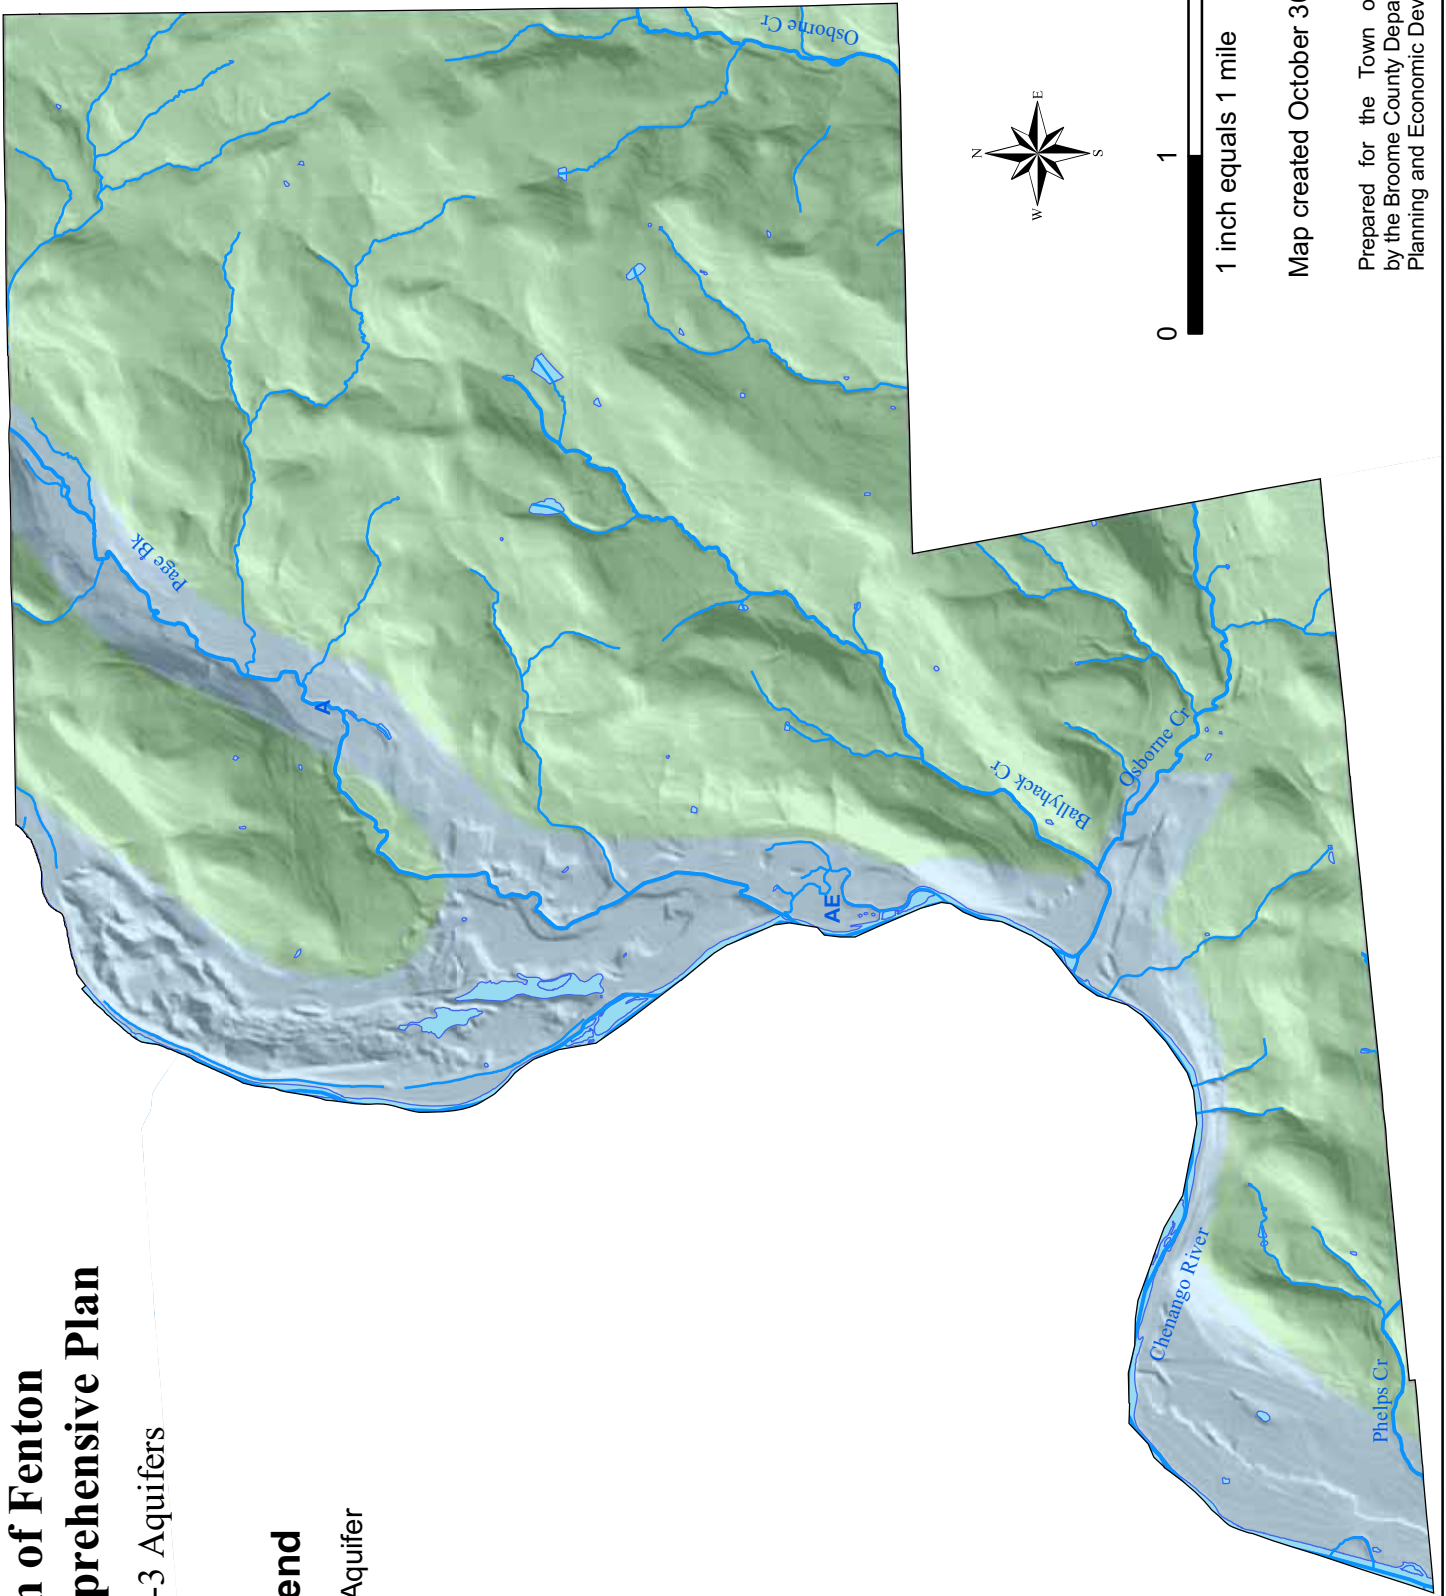 of Fenton
prehensive Plan
-3 Aquifers
end
Aquifer
Page Bk
A
AE
Osborne Cr
Ballyhack Cr
Osborne Cr
Chenango River
Phelps Cr
N
W E
S
0 1
1 inch equals 1 mile
Map created October 30
Prepared for the Town
by the Broome County Depa
Planning and Economic Dev